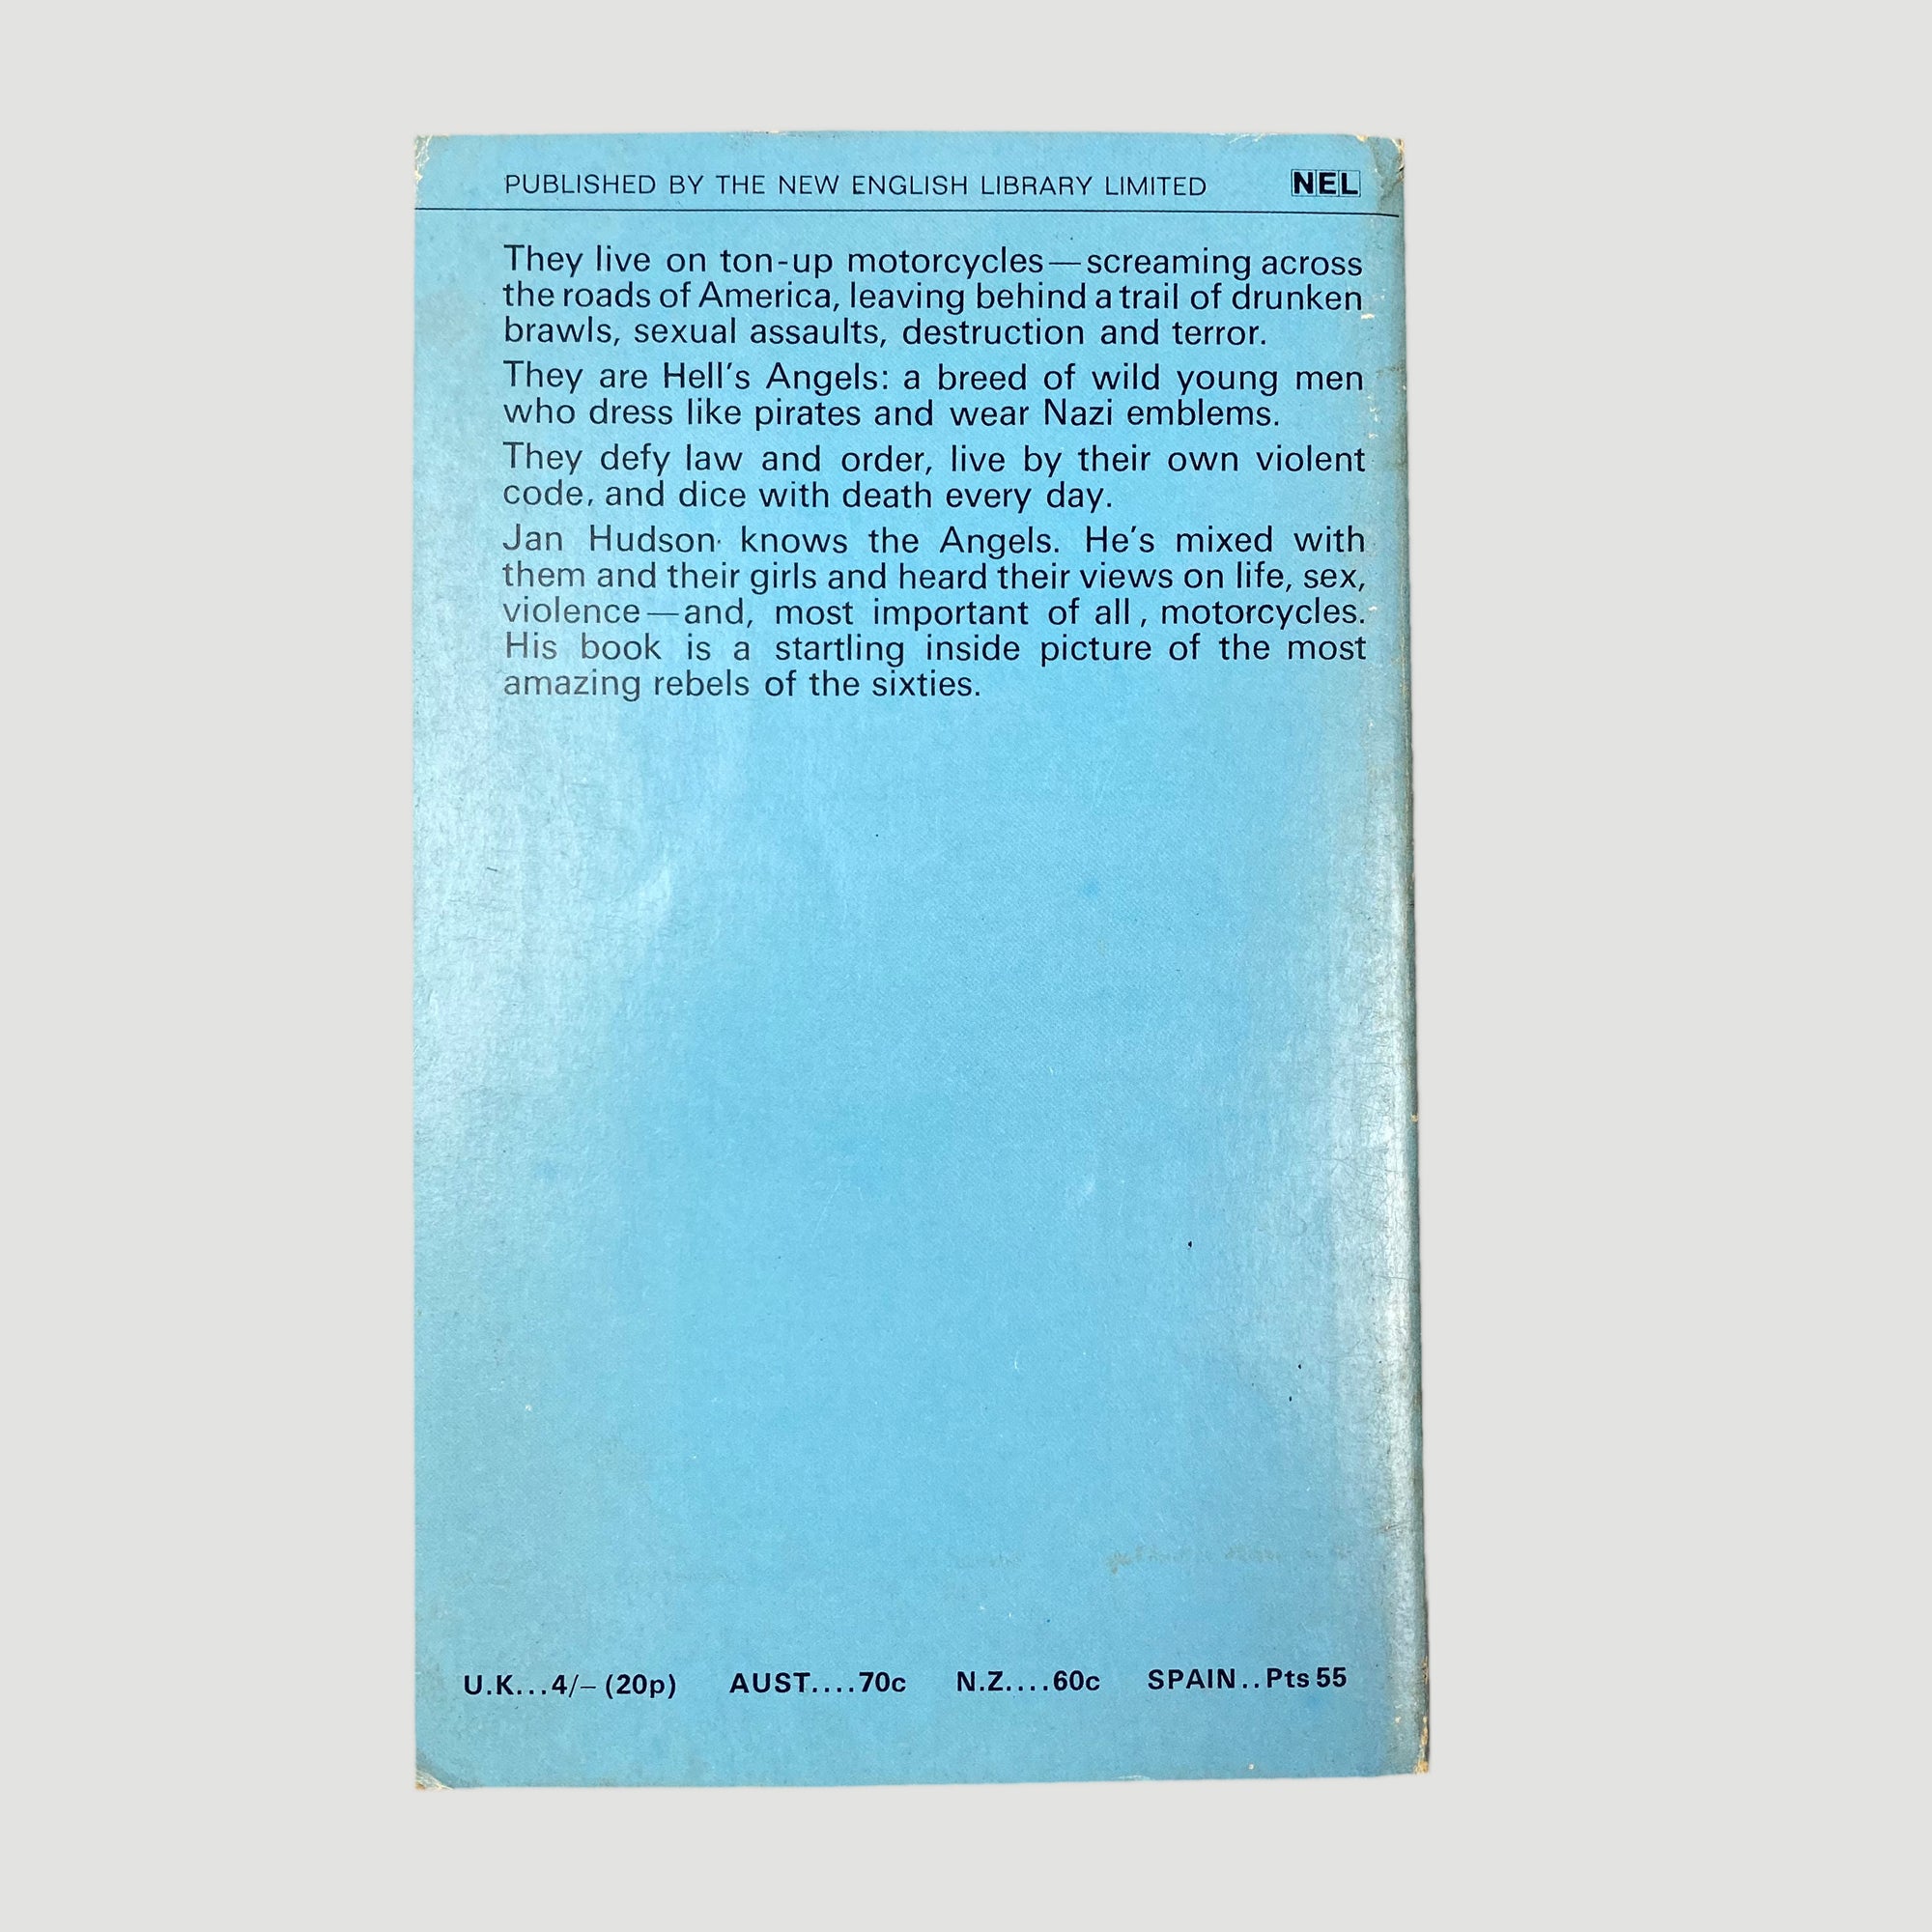 PUBLISHED BY THE NEW ENGLISH LIBRARY LIMITED NEL
They live on ton-up motorcycles—screaming across
the roads of America, leaving behind a trail of drunken
brawls, sexual assaults, destruction and terror.
They are Hell's Angels: a breed of wild young men
who dress like pirates and wear Nazi emblems.
They defy law and order, live by their own violent
code, and dice with death every day.
Jan Hudson knows the Angels. He's mixed with
them and their girls and heard their views on life, sex,
violence—and, most important of all, motorcycles.
His book is a startling inside picture of the most
amazing rebels of the sixties.
U.K...4/– (20p) AUST....70c N.Z....60c SPAIN..Pts 55